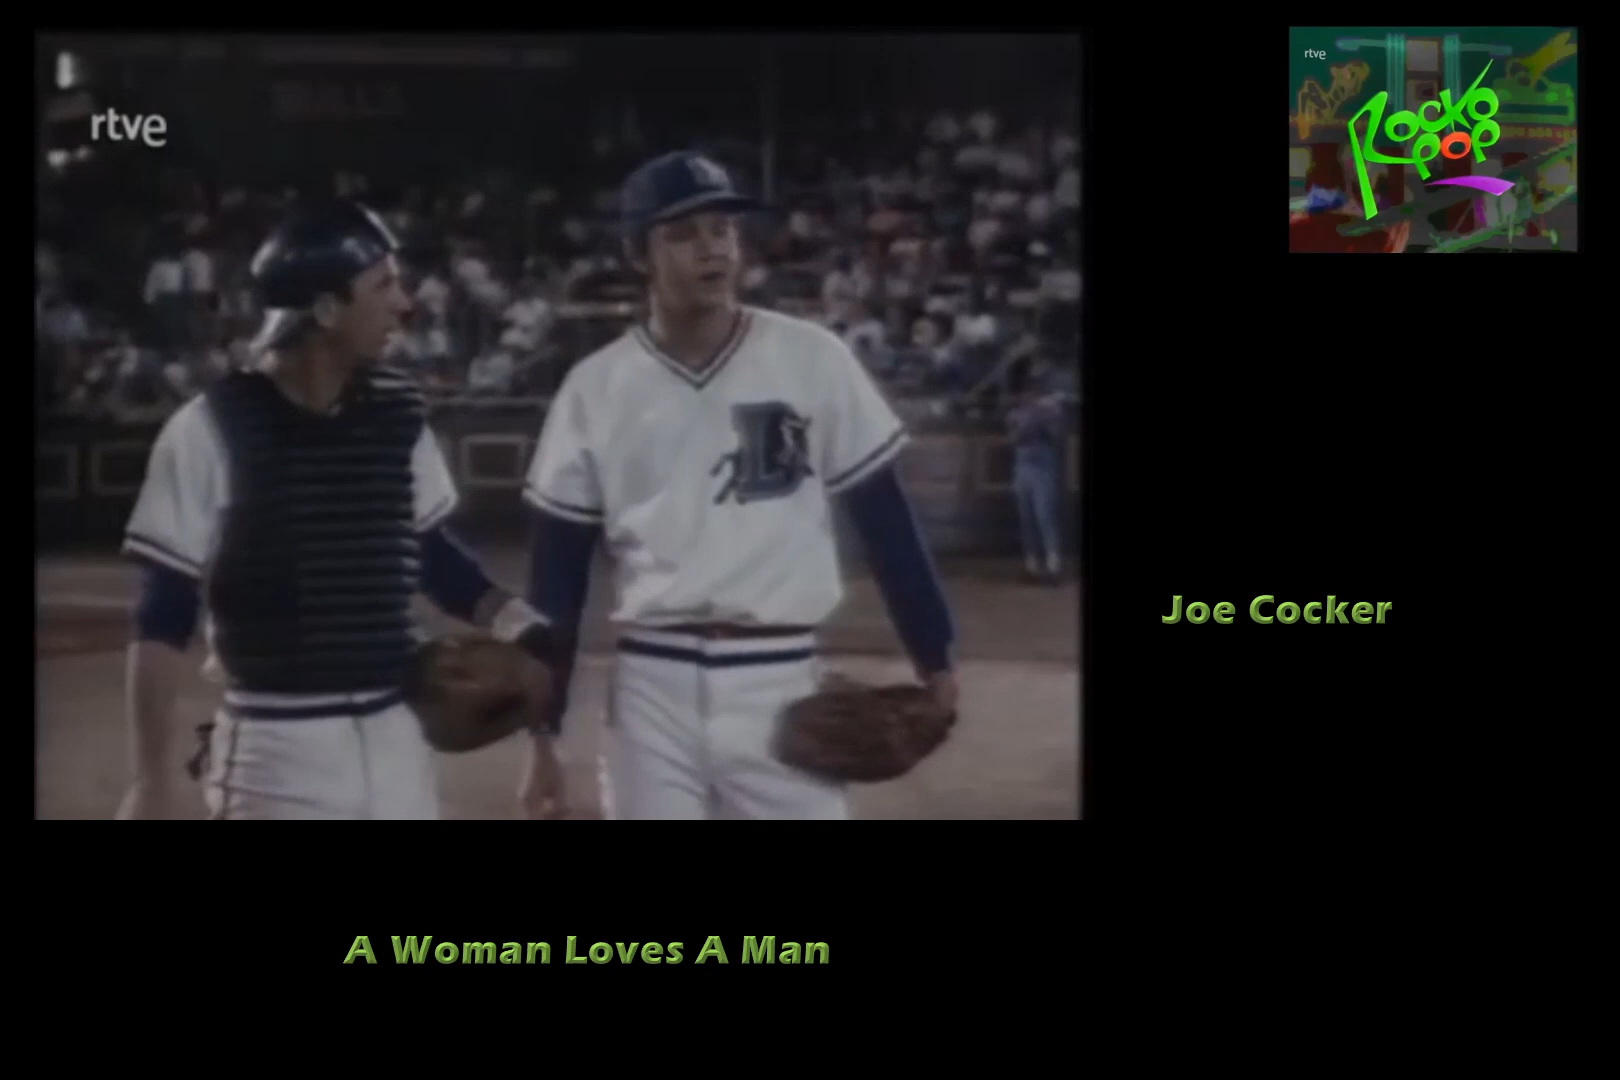 rtve
rtve
Rocko
pop
D
Joe Cocker
A Woman Loves A Man